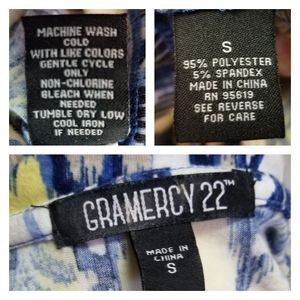 MACHINE WASH
COLD
WITH LIKE COLORS
GENTLE CYCLE
ONLY
NON-CHLORINE
BLEACH WHEN
NEEDED
TUMBLE DRY LOW
COOL IRON
IF NEEDED
S
95% POLYESTER
5% SPANDEX
MADE IN CHINA
RN 95619
SEE REVERSE
FOR CARE
GRAMERCY 22™
MADE IN
CHINA
S